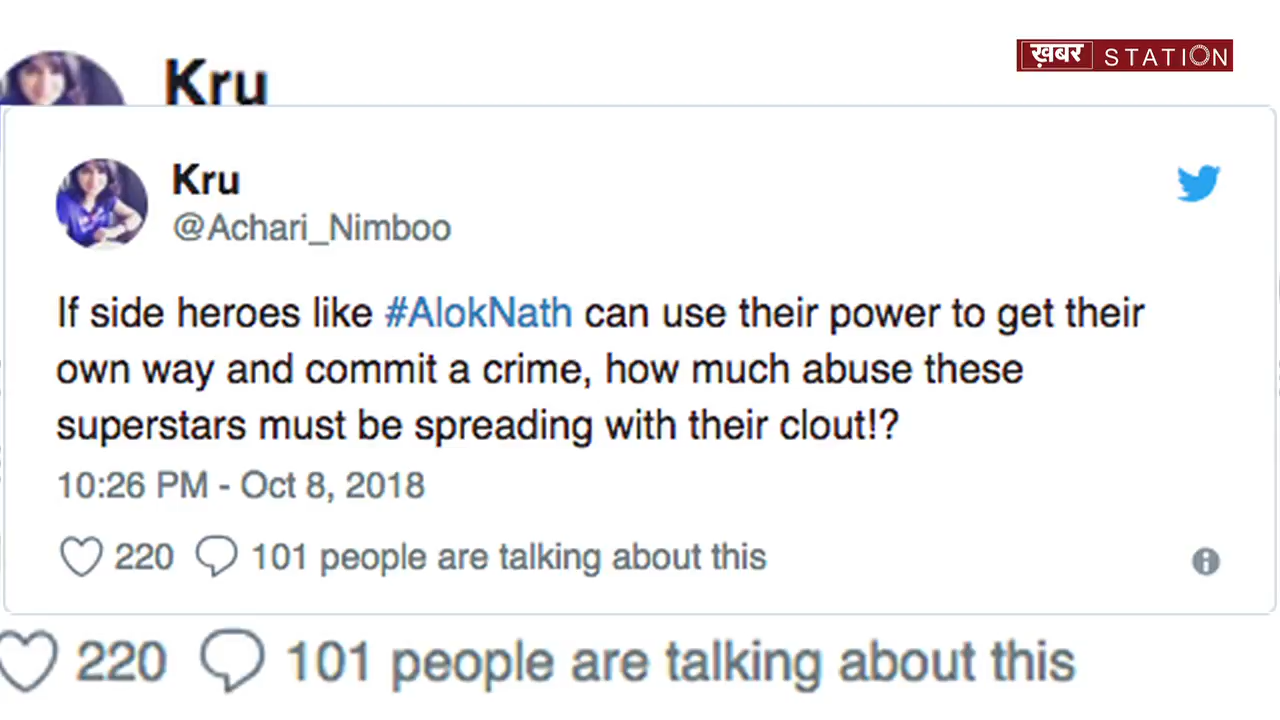 Kru
ख़बर STATION
Kru
@Achari_Nimboo
If side heroes like #AlokNath can use their
power to get their
own way and commit a crime, how much abuse these
superstars must be spreading with their clout!?
10:26 PM - Oct 8, 2018
220 101 people are talking about this
220 101 people are talking about this